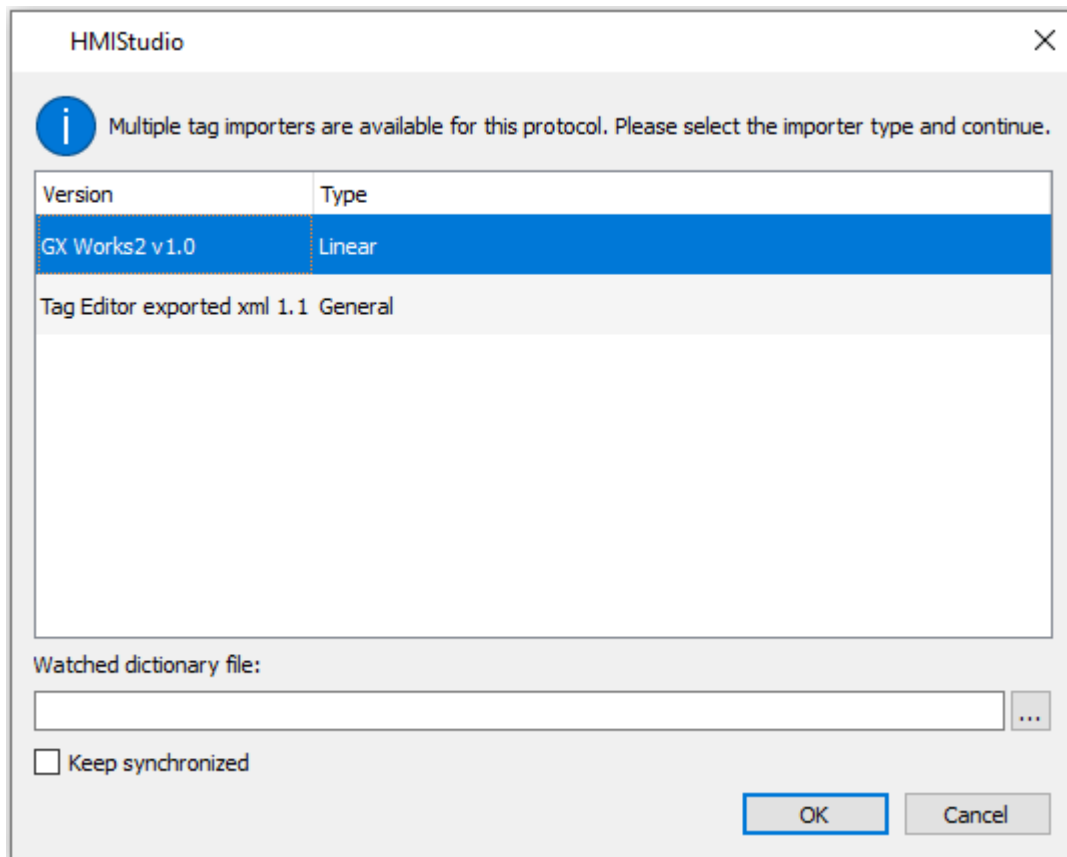 HMIStudio
Multiple tag importers are available for this protocol. Please select the importer type and continue.
Version Type
GX Works2 v1.0 Linear
Tag Editor exported xml 1.1 General
Watched dictionary file:
...
Keep synchronized
OK Cancel